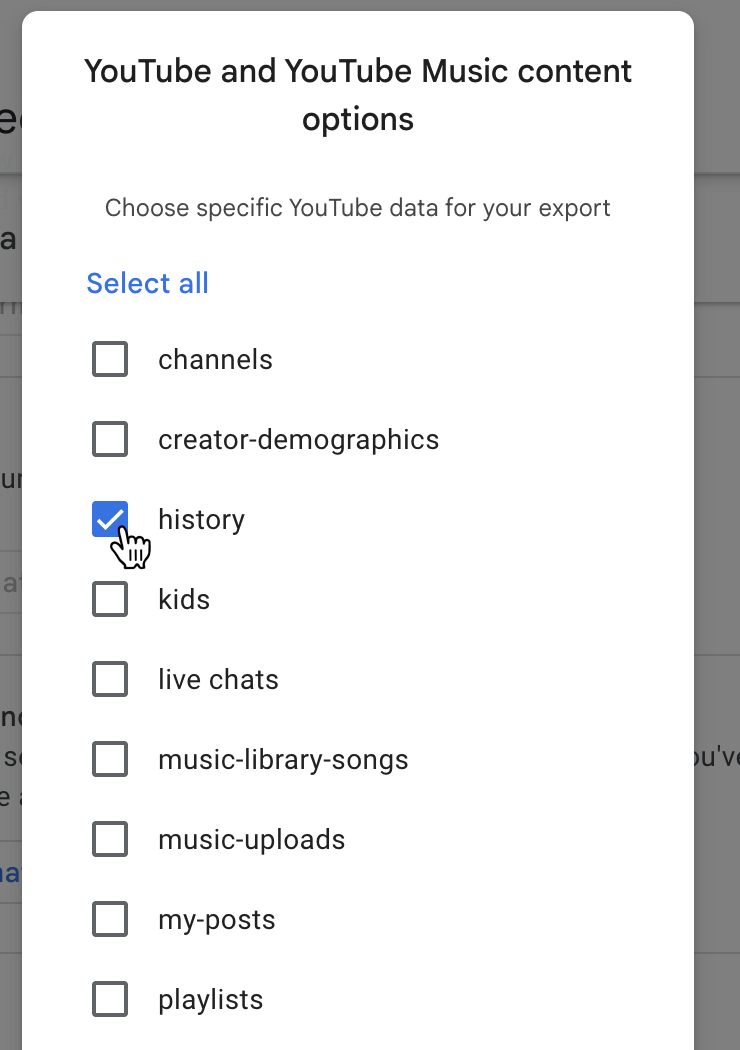 YouTube and YouTube Music content
options
Choose specific YouTube data for your export
Select all
channels
creator-demographics
history
kids
live chats
music-library-songs
music-uploads
my-posts
playlists